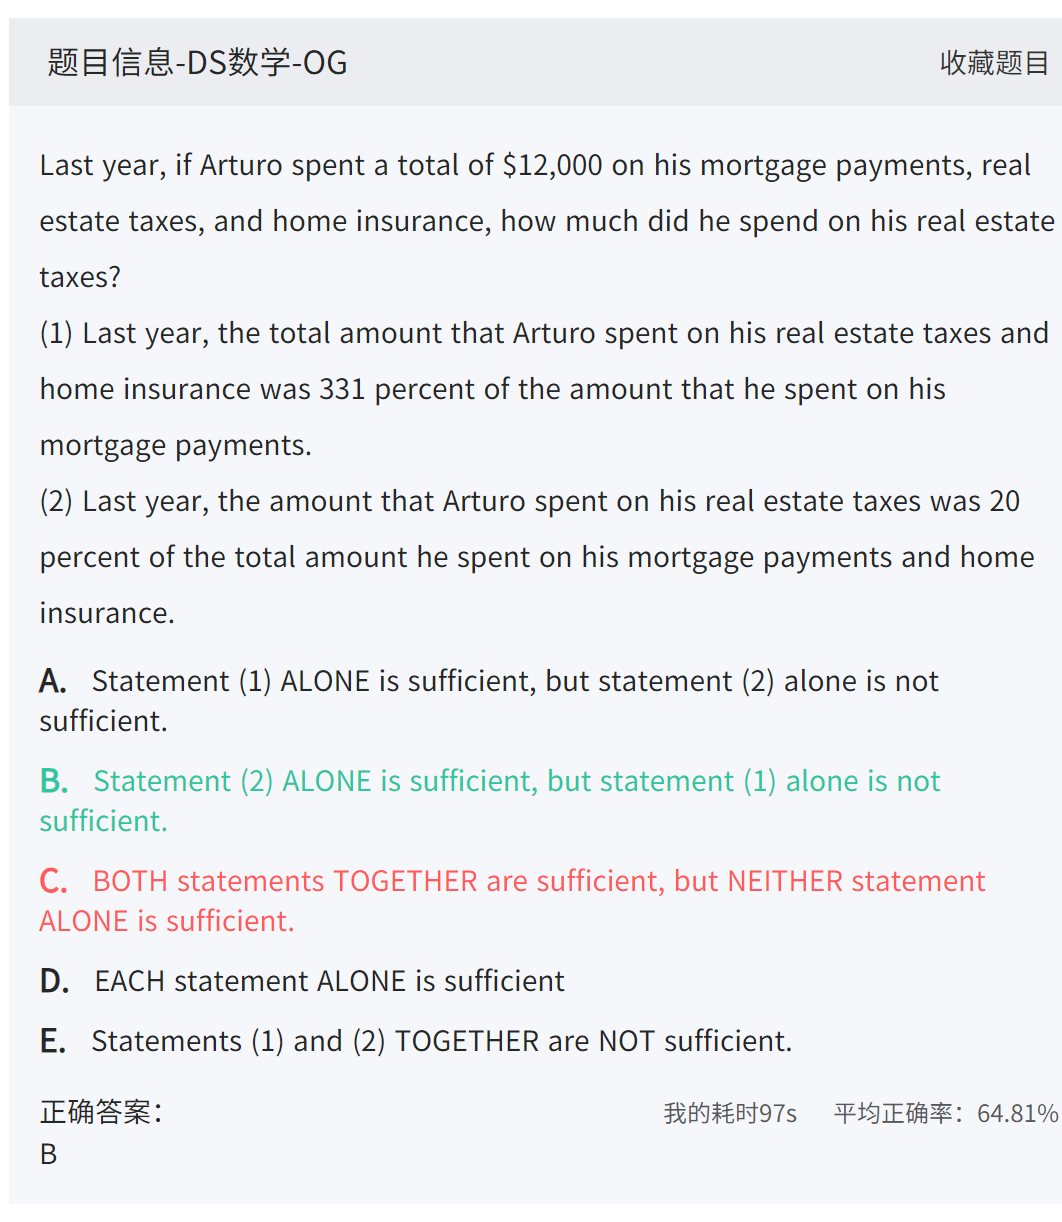 题目信息-DS数学-OG
收藏题目
Last year, if Arturo spent a total of $12,000 on his mortgage payments, real
estate taxes, and home insurance, how much did he spend on his real estate
taxes?
(1) Last year, the total amount that Arturo spent on his real estate taxes and
home insurance was 331 percent of the amount that he spent on his
mortgage payments.
(2) Last year, the amount that Arturo spent on his real estate taxes was 20
percent of the total amount he spent on his mortgage payments and home
insurance.
A. Statement (1) ALONE is sufficient, but statement (2) alone is not
sufficient.
B. Statement (2) ALONE is sufficient, but statement (1) alone is not
sufficient.
C. BOTH statements TOGETHER are sufficient, but NEITHER statement
ALONE is sufficient.
D. EACH statement ALONE is sufficient
E. Statements (1) and (2) TOGETHER are NOT sufficient.
正确答案：
我的耗时97s 平均正确率：64.81%
B